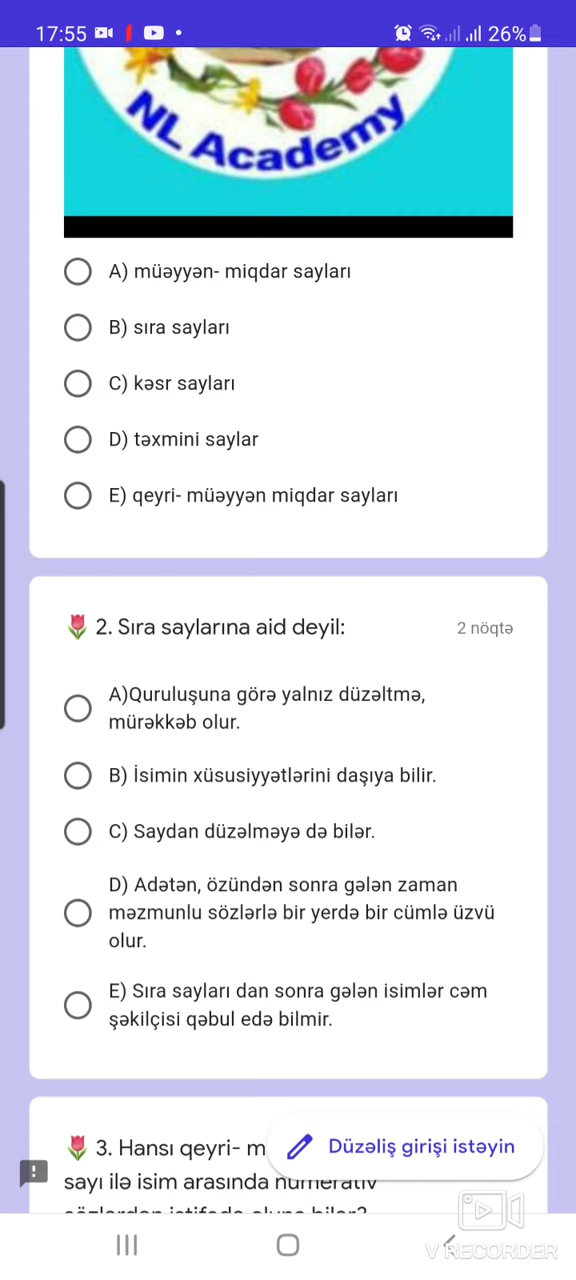 17:55
26%
NL Academy
A) müəyyən- miqdar sayları
B) sıra sayları
C) kəsr sayları
D) təxmini saylar
E) qeyri- müəyyən miqdar sayları
2. Sıra saylarına aid deyil:
2 nöqtə
A)Quruluşuna görə yalnız düzəltmə,
mürəkkəb olur.
B) İsimin xüsusiyyətlərini daşıya bilir.
C) Saydan düzəlməyə də bilər.
D) Adətən, özündən sonra gələn zaman
məzmunlu sözlərlə bir yerdə bir cümlə üzvü
olur.
E) Sıra sayları dan sonra gələn isimlər cəm
şəkilçisi qəbul edə bilmir.
3. Hansı qeyri- m
Düzəliş girişi istəyin
sayı ilə isim arasında numerativ
V RECORDER